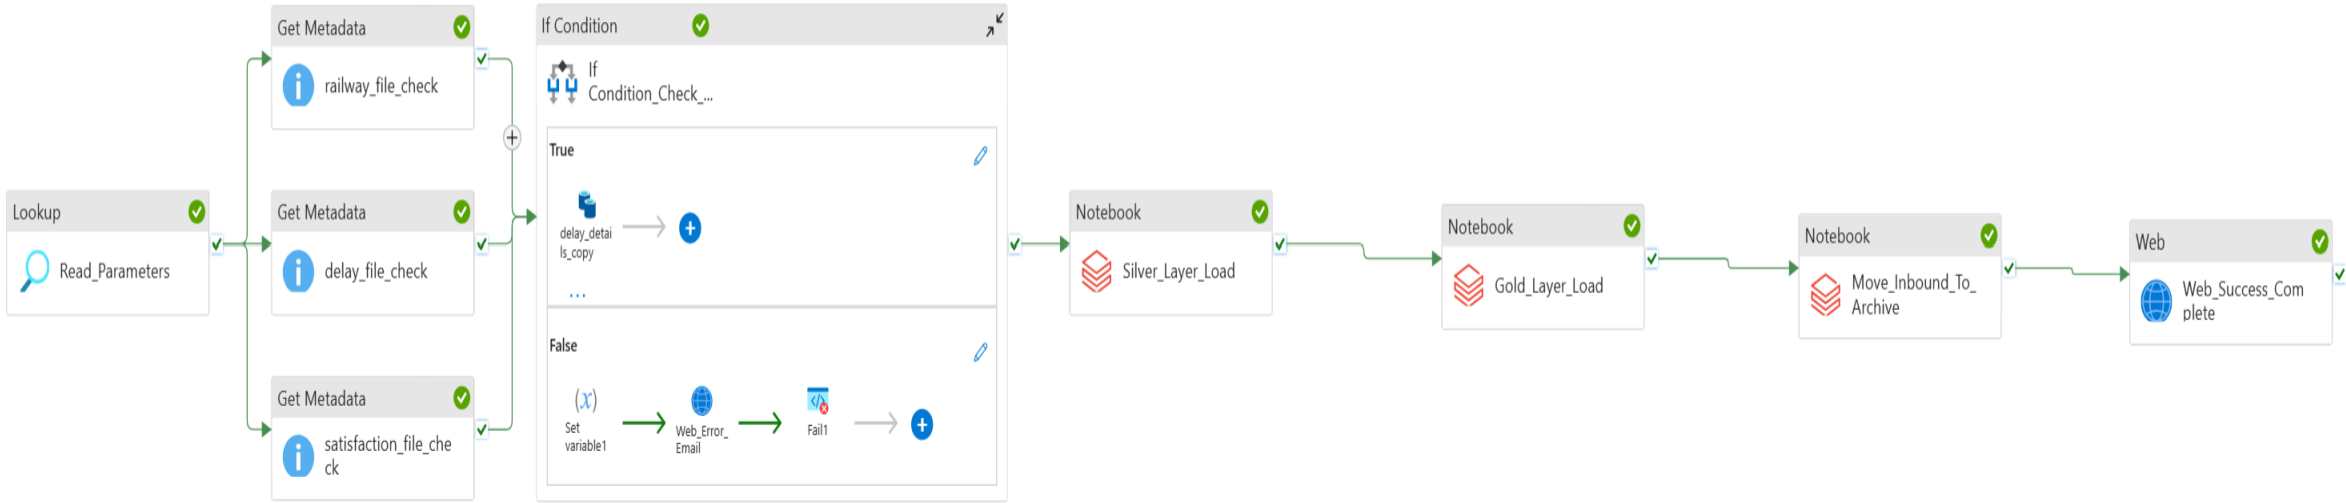 Lookup
Read_Parameters
Get Metadata
railway_file_check
Get Metadata
delay_file_check
Get Metadata
satisfaction_file_che
ck
If Condition
If
Condition_Check_...
True
delay_detai
ls_copy
...
False
(x)
Set
variable1
Web_Error_
Email
Fail1
Notebook
Silver_Layer_Load
Notebook
Gold_Layer_Load
Notebook
Move_Inbound_To_
Archive
Web
Web_Success_Com
plete